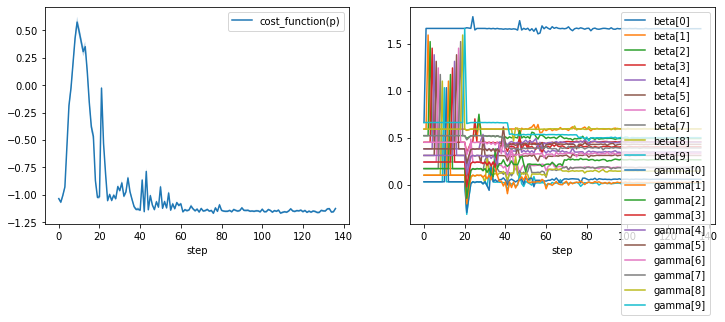 0.50
0.25
0.00
-0.25
-0.50
-0.75
-1.00
-1.25
0
20
40
60
80
100
120
140
step
cost_function(p)
1.5
1.0
0.5
0.0
0
20
40
60
80
100
120
140
step
beta[0]
beta[1]
beta[2]
beta[3]
beta[4]
beta[5]
beta[6]
beta[7]
beta[8]
beta[9]
gamma[0]
gamma[1]
gamma[2]
gamma[3]
gamma[4]
gamma[5]
gamma[6]
gamma[7]
gamma[8]
gamma[9]